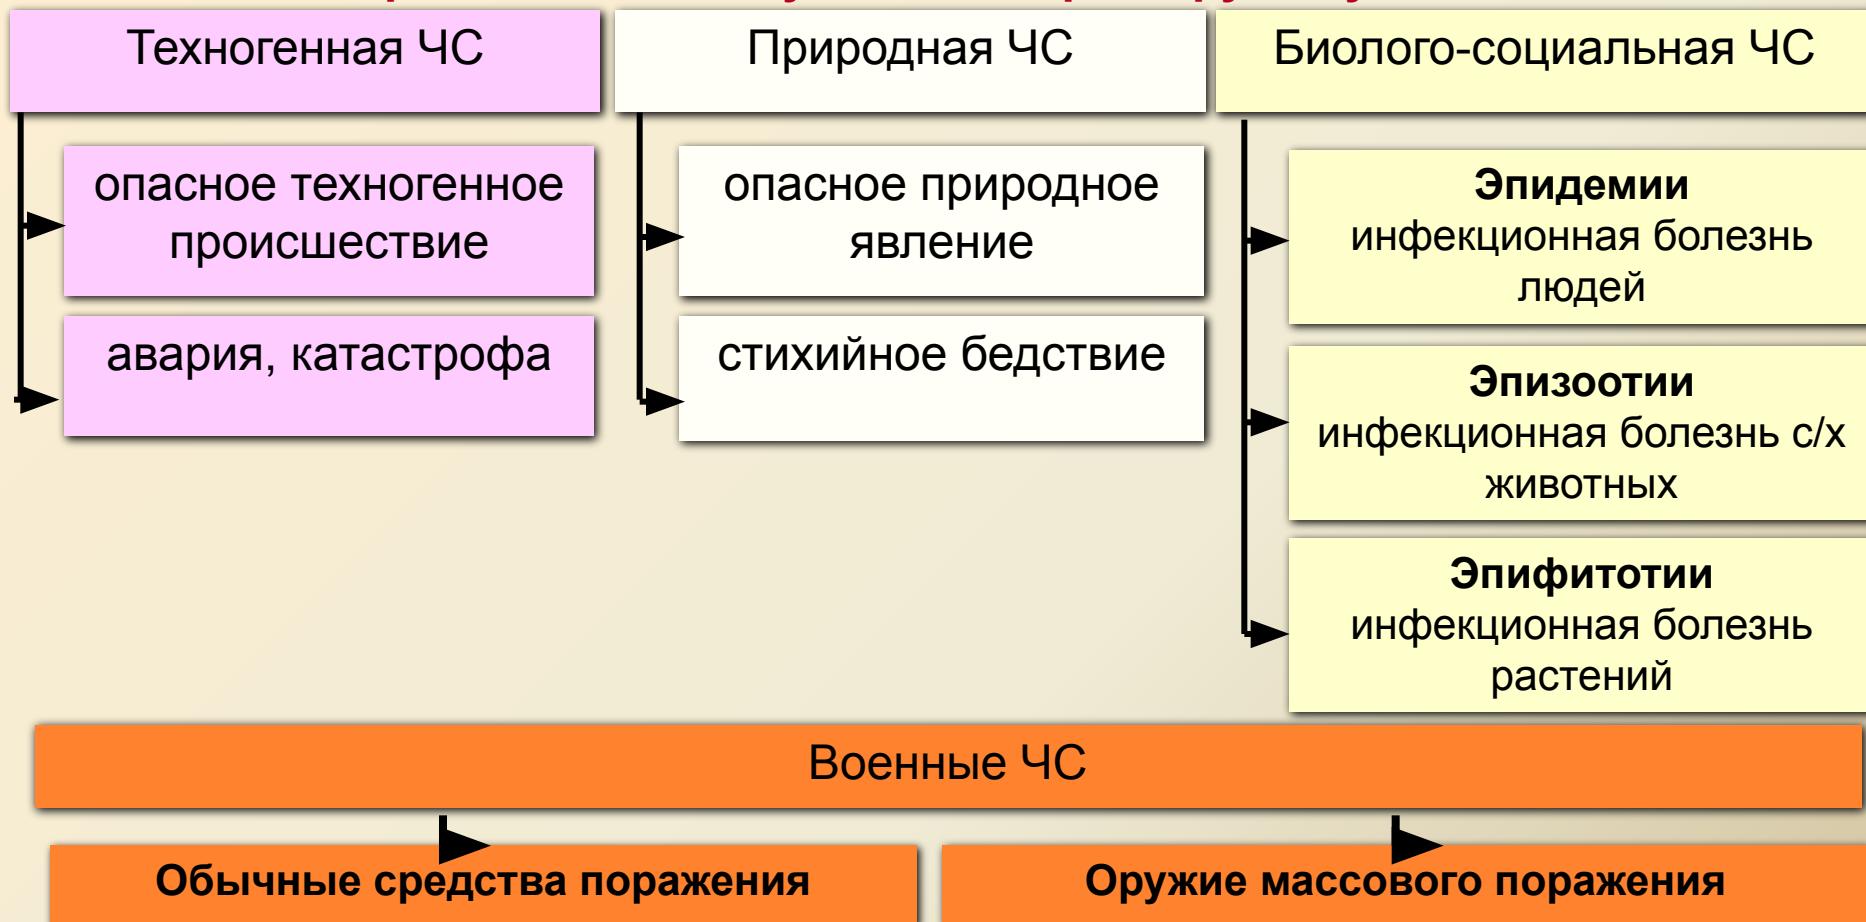 Техногенная ЧС
опасное техногенное
происшествие
авария, катастрофа
Природная ЧС
опасное природное
явление
стихийное бедствие
Биолого-социальная ЧС
Эпидемии
инфекционная болезнь
людей
Эпизоотии
инфекционная болезнь с/х
животных
Эпифитотии
инфекционная болезнь
растений
Военные ЧС
Обычные средства поражения
Оружие массового поражения